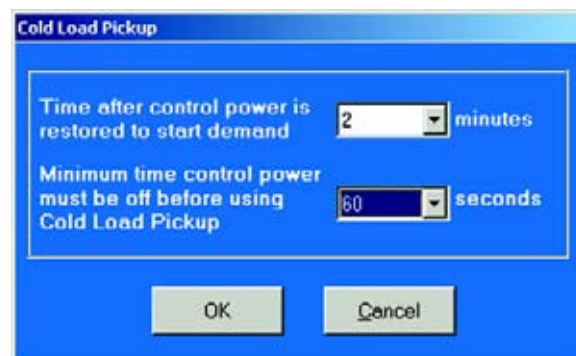 Cold Load Pickup
Time after control power is
restored to start demand
2
minutes
Minimum time control power
must be off before using
Cold Load Pickup
60
seconds
OK
Cancel